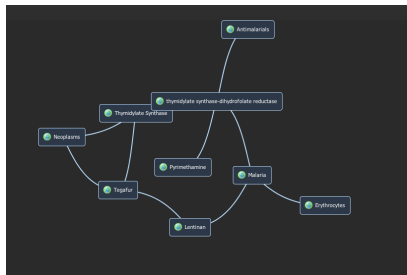 Antimalarials
thymidylate synthase-dihydrofolate reductase
Thymidylate Synthase
Neoplasms
Pyrimethamine
Malaria
Tegafur
Erythrocytes
Lentinan